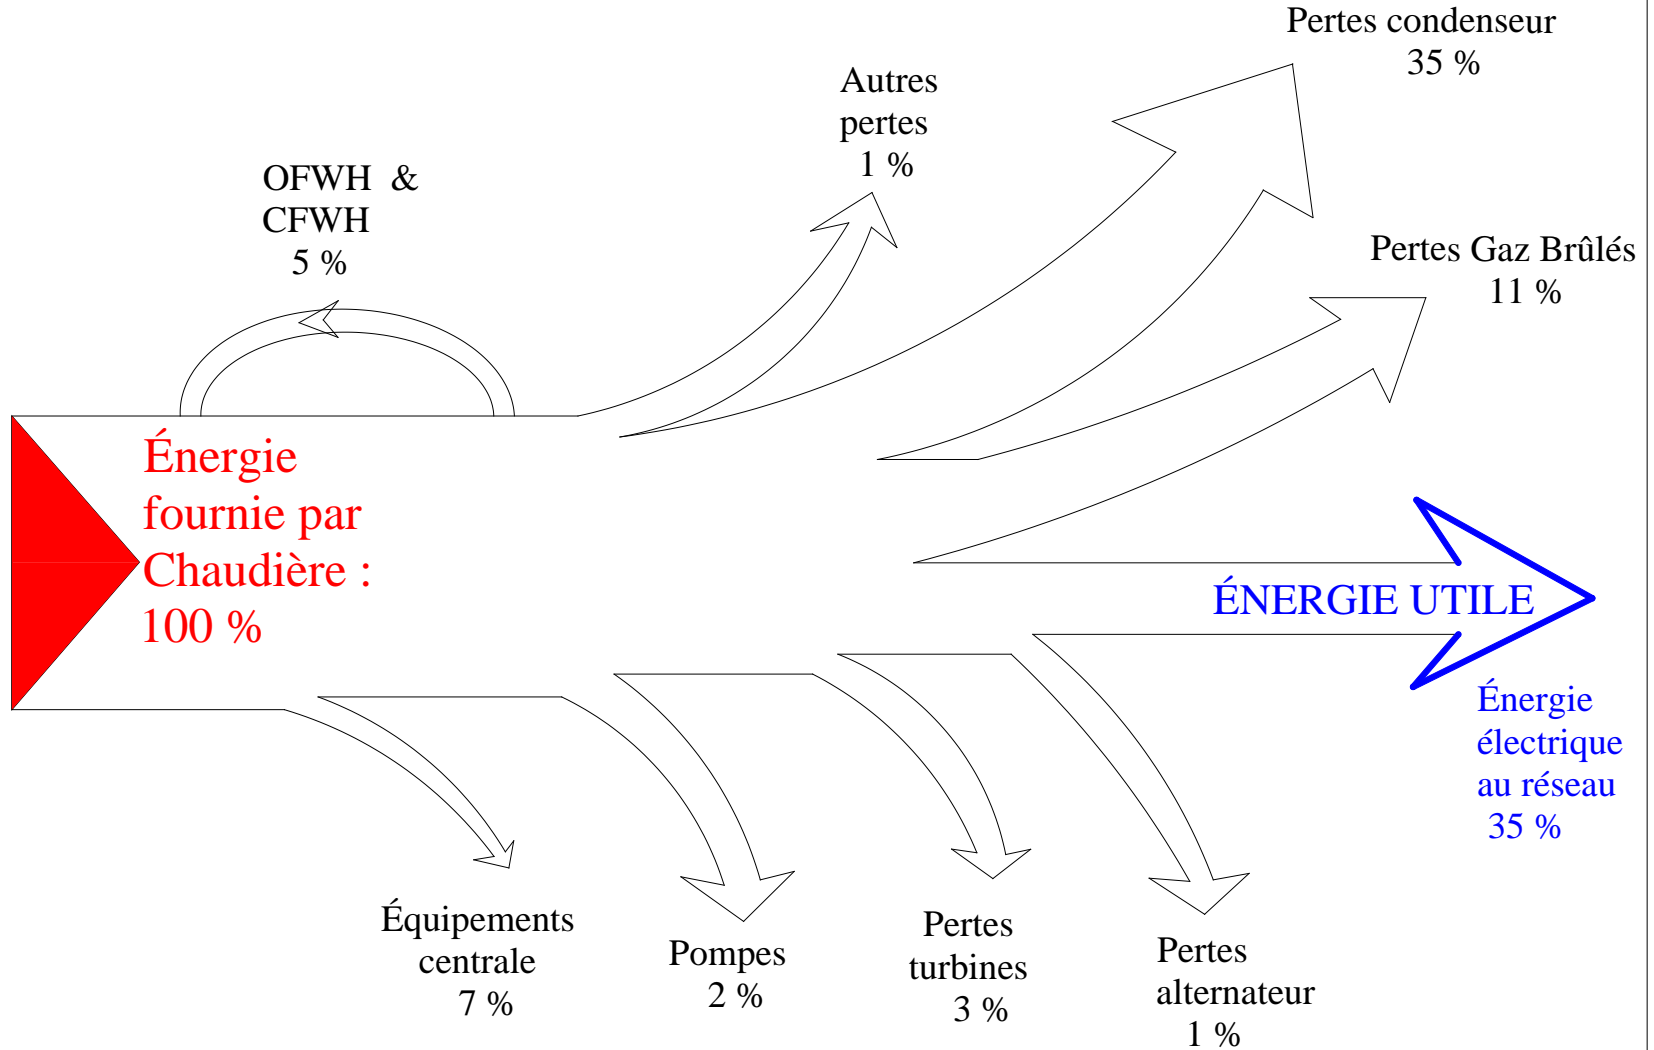 Pertes condenseur
35 %
Autres
pertes
1 %
OFWH &
CFWH
5 %
Pertes Gaz Brûlés
11 %
Énergie
fournie par
Chaudière :
100 %
ÉNERGIE UTILE
Énergie
électrique
au réseau
35 %
Équipements
centrale
7 %
Pompes
2 %
Pertes
turbines
3 %
Pertes
alternateur
1 %